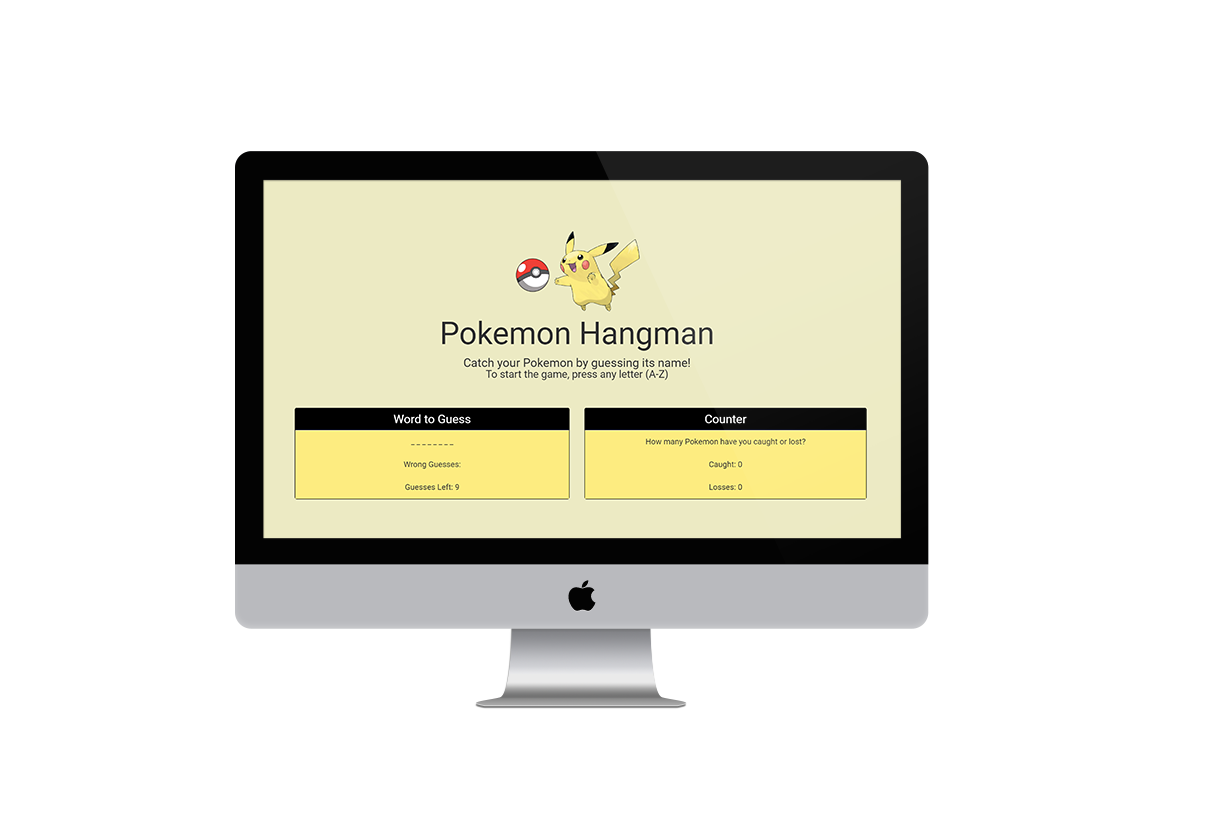 Pokemon Hangman
Catch your Pokemon by guessing its name!
To start the game, press any letter (A-Z)
Word to Guess
_ _ _ _ _ _ _ _
Wrong Guesses:
Guesses Left: 9
Counter
How many Pokemon have you caught or lost?
Caught: 0
Losses: 0